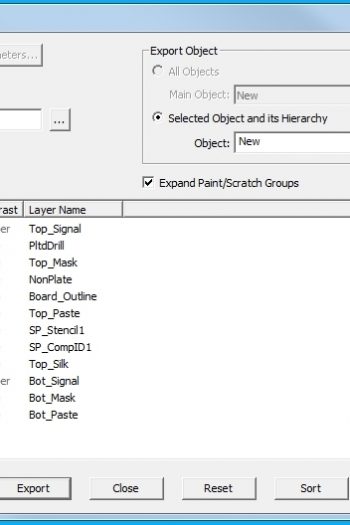 eters...
Export Object
All Objects
Main Object: New
...
Selected Object and its Hierarchy
Object: New
Expand Paint/Scratch Groups
rast Layer Name
er Top_Signal
PltdDrill
Top_Mask
NonPlate
Board_Outline
Top_Paste
SP_Stencil1
SP_CompID1
Top_Silk
er Bot_Signal
Bot_Mask
Bot_Paste
Export Close Reset Sort